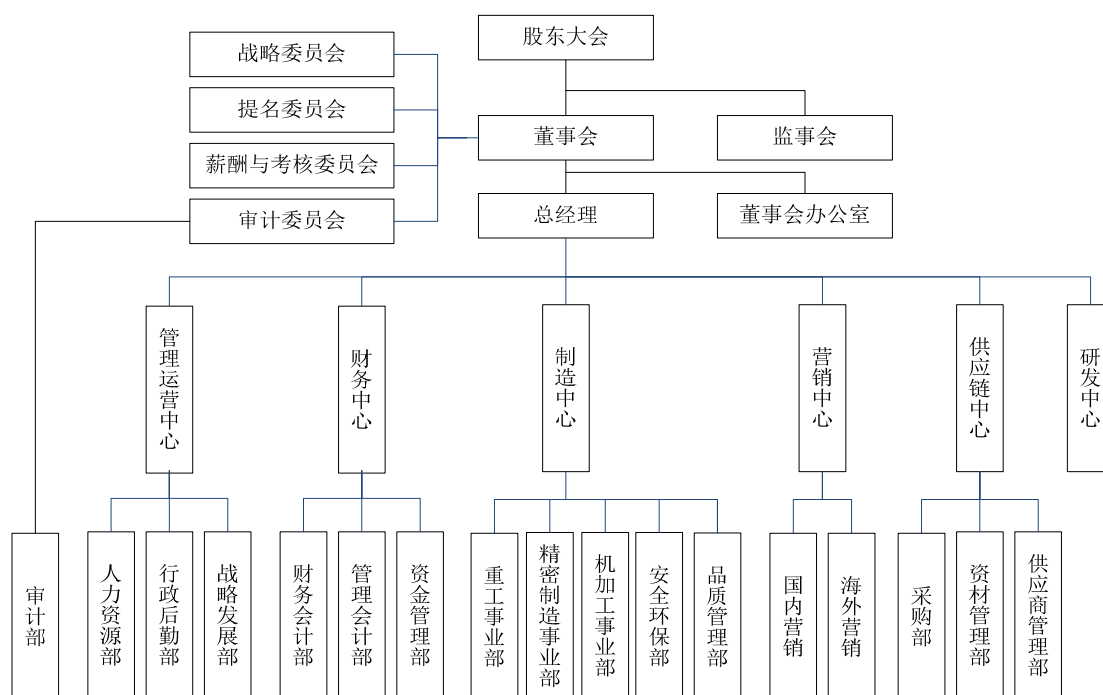 股东大会
战略委员会
提名委员会
董事会
监事会
薪酬与考核委员会
审计委员会
总经理
董事会办公室
管理运营中心
财务中心
制造中心
营销中心
供应链中心
研发中心
审计部
人力资源部
行政后勤部
战略发展部
财务会计部
管理会计部
资金管理部
重工事业部
精密制造事业部
机加工事业部
安全环保部
品质管理部
国内营销
海外营销
采购部
资材管理部
供应商管理部